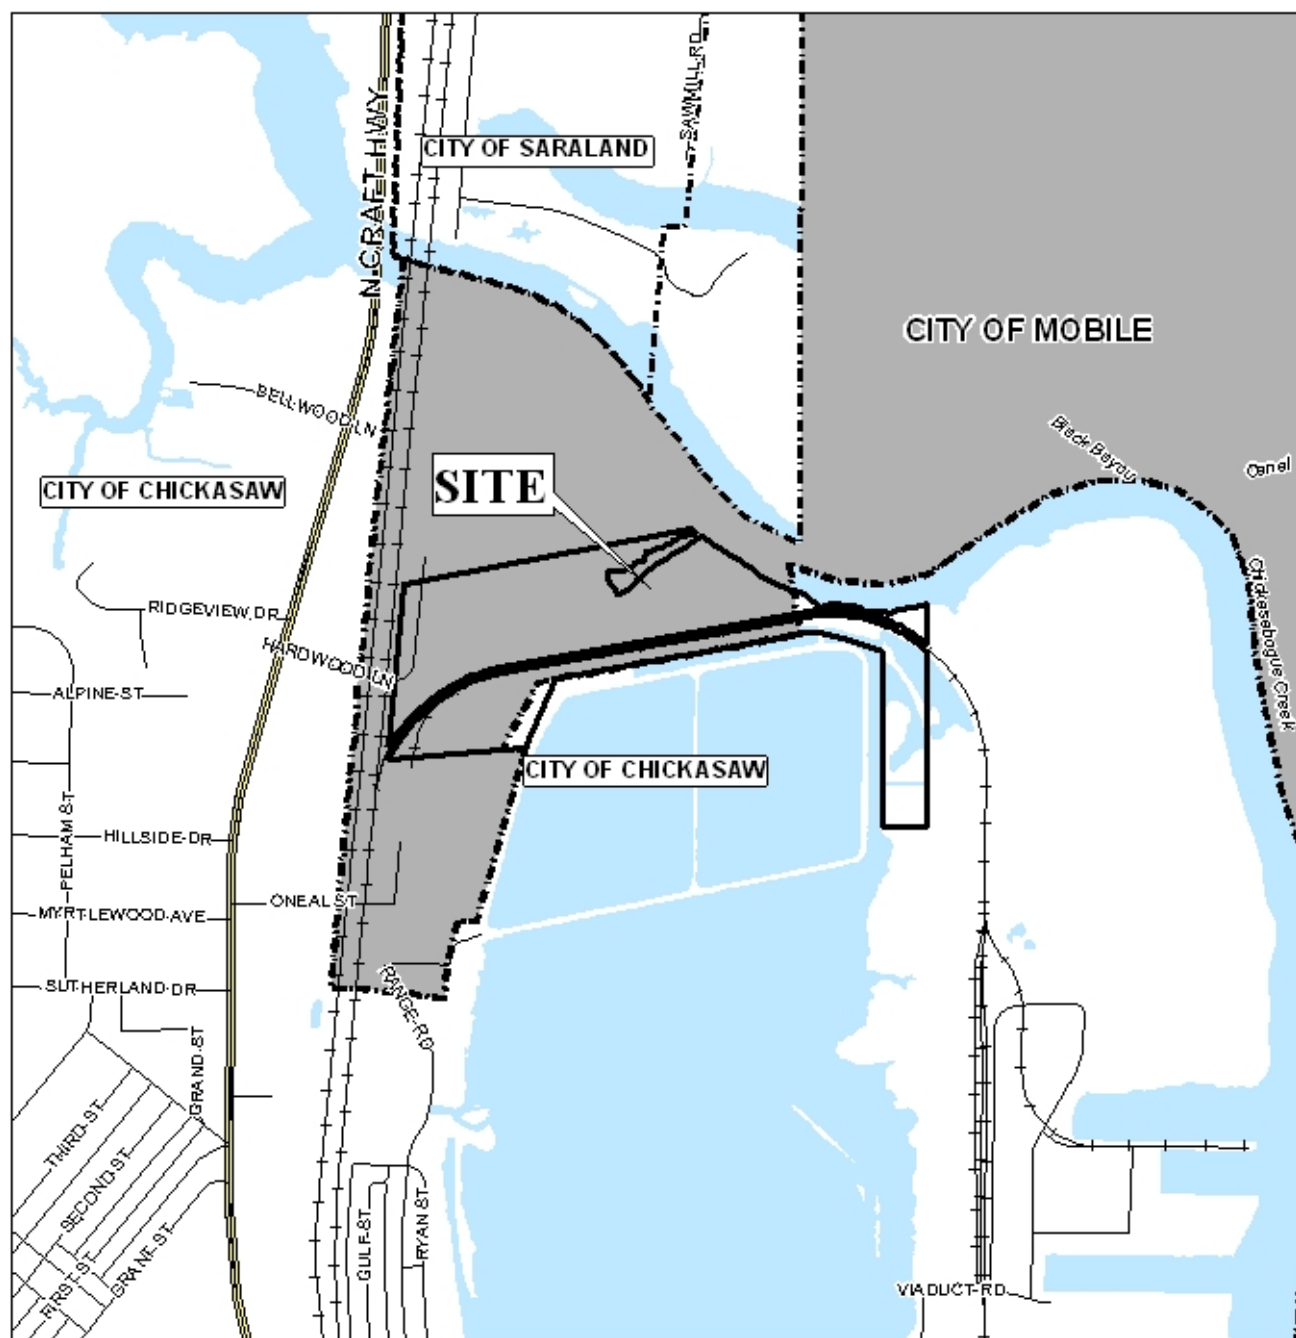 SAWMILL RD
CITY OF SARALAND
N CRAFT HWY
CITY OF MOBILE
BELLWOOD LN
Black Bayou
Canal
SITE
CITY OF CHICKASAW
RIDGEVIEW DR
Chickasabogue Creek
HARDWOOD LN
ALPINE ST
CITY OF CHICKASAW
PELHAM ST
HILLSIDE DR
ONEAL ST
MYRTLEWOOD AVE
SUTHERLAND DR
RANGE RD
GRAND ST
THIRD ST
SECOND ST
GULF ST
RYAN ST
GRANT ST
FIRST ST
VIADUCT RD